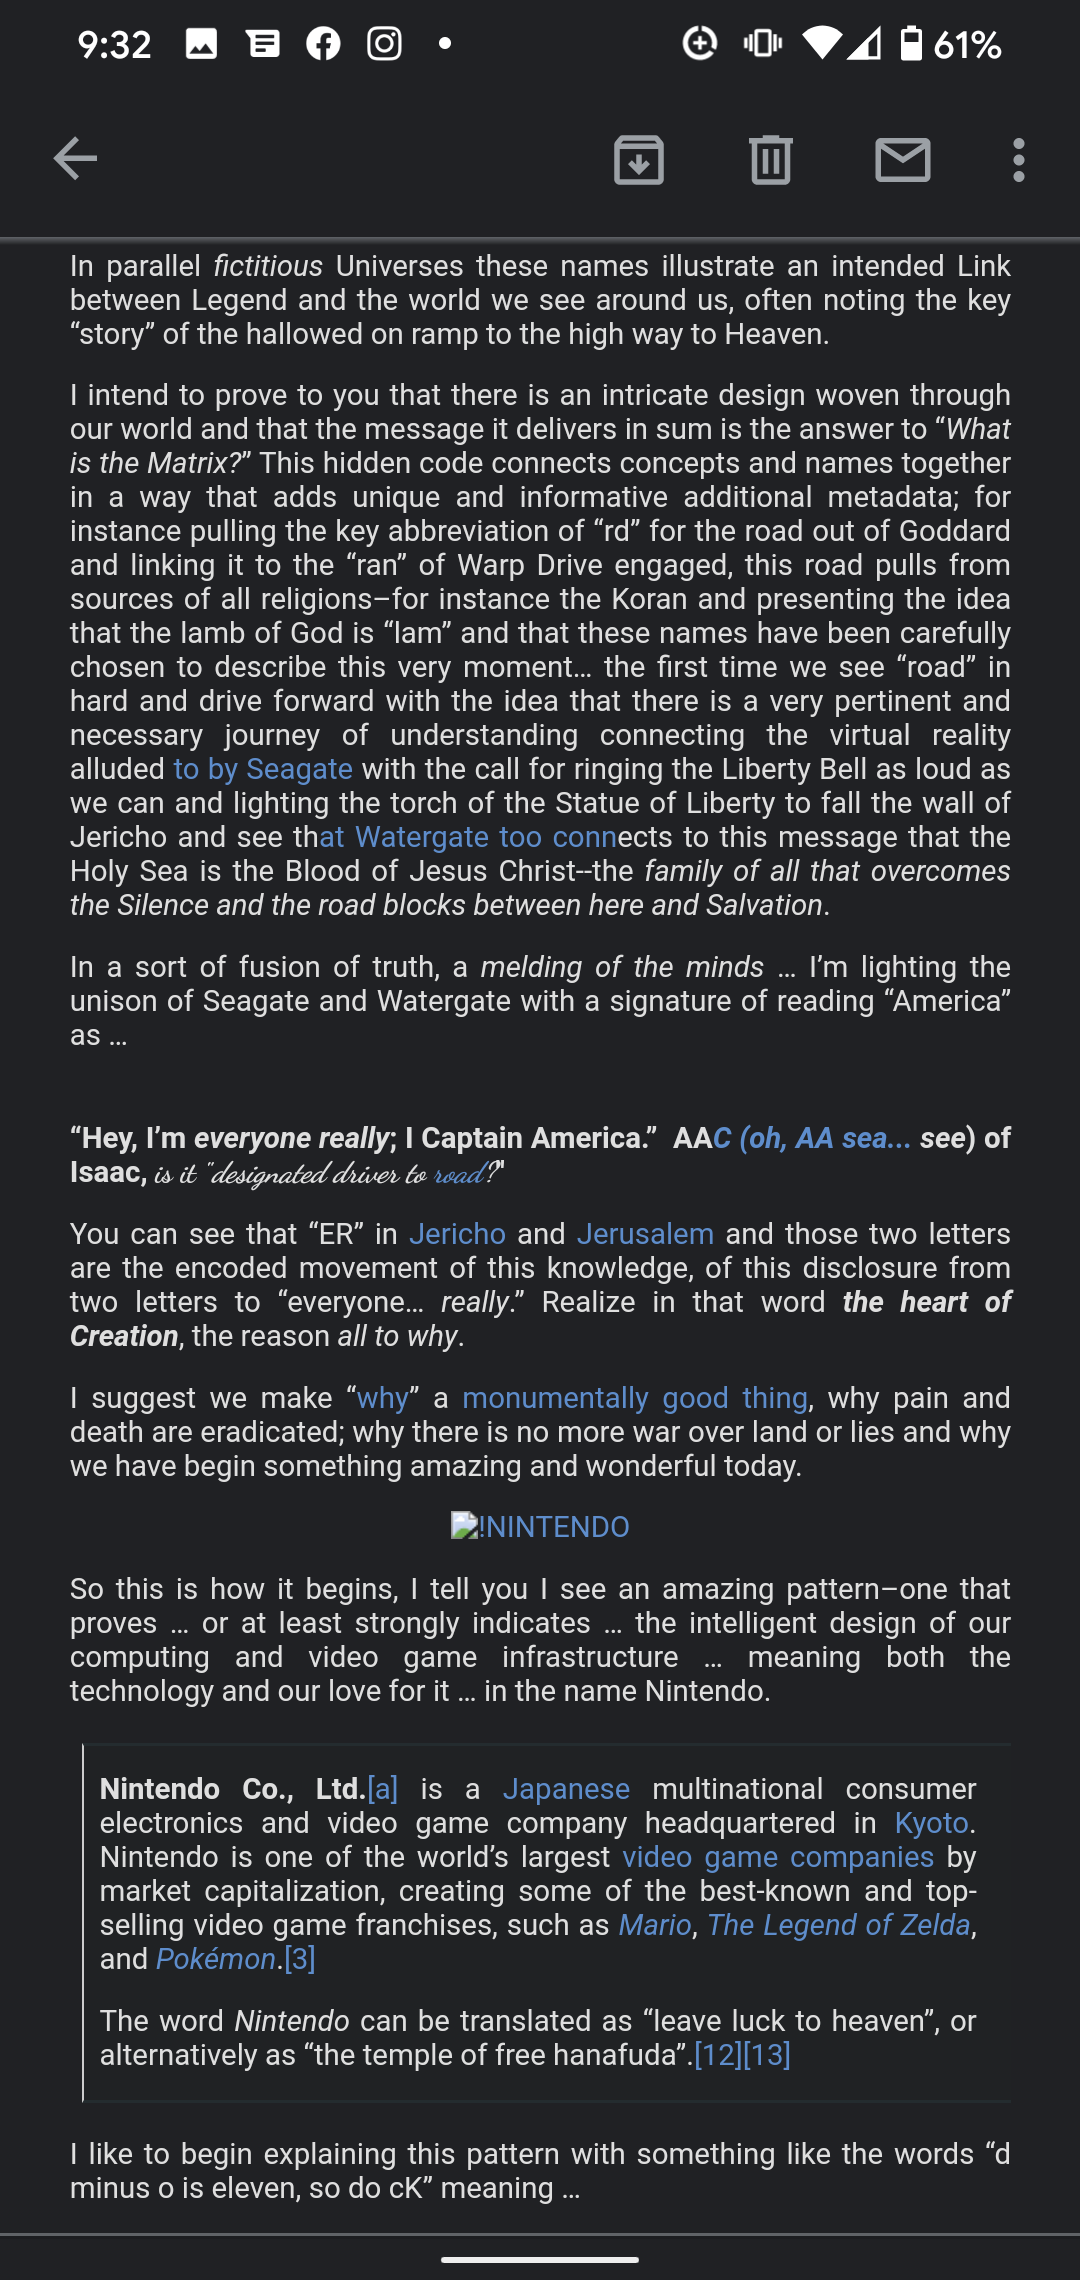 9:32
61%
In parallel fictitious Universes these names illustrate an intended Link
between Legend and the world we see around us, often noting the key
“story” of the hallowed on ramp to the high way to Heaven.
I intend to prove to you that there is an intricate design woven through
our world and that the message it delivers in sum is the answer to “What
is the Matrix?” This hidden code connects concepts and names together
in a way that adds unique and informative additional metadata; for
instance pulling the key abbreviation of “rd” for the road out of Goddard
and linking it to the “ran” of Warp Drive engaged, this road pulls from
sources of all religions–for instance the Koran and presenting the idea
that the lamb of God is “lam” and that these names have been carefully
chosen to describe this very moment… the first time we see “road” in
hard and drive forward with the idea that there is a very pertinent and
necessary journey of understanding connecting the virtual reality
alluded to by Seagate with the call for ringing the Liberty Bell as loud as
we can and lighting the torch of the Statue of Liberty to fall the wall of
Jericho and see that Watergate too connects to this message that the
Holy Sea is the Blood of Jesus Christ--the family of all that overcomes
the Silence and the road blocks between here and Salvation.
In a sort of fusion of truth, a melding of the minds … I’m lighting the
unison of Seagate and Watergate with a signature of reading “America”
as …
“Hey, I’m everyone really; I Captain America.” AAC (oh, AA sea... see) of
Isaac, is it "designated driver to road?"
You can see that “ER” in Jericho and Jerusalem and those two letters
are the encoded movement of this knowledge, of this disclosure from
two letters to “everyone… really.” Realize in that word the heart of
Creation, the reason all to why.
I suggest we make “why” a monumentally good thing, why pain and
death are eradicated; why there is no more war over land or lies and why
we have begin something amazing and wonderful today.
!NINTENDO
So this is how it begins, I tell you I see an amazing pattern–one that
proves … or at least strongly indicates … the intelligent design of our
computing and video game infrastructure … meaning both the
technology and our love for it … in the name Nintendo.
Nintendo Co., Ltd.[a] is a Japanese multinational consumer
electronics and video game company headquartered in Kyoto.
Nintendo is one of the world’s largest video game companies by
market capitalization, creating some of the best-known and top-
selling video game franchises, such as Mario, The Legend of Zelda,
and Pokémon.[3]
The word Nintendo can be translated as “leave luck to heaven”, or
alternatively as “the temple of free hanafuda”.[12][13]
I like to begin explaining this pattern with something like the words “d
minus o is eleven, so do cK” meaning …